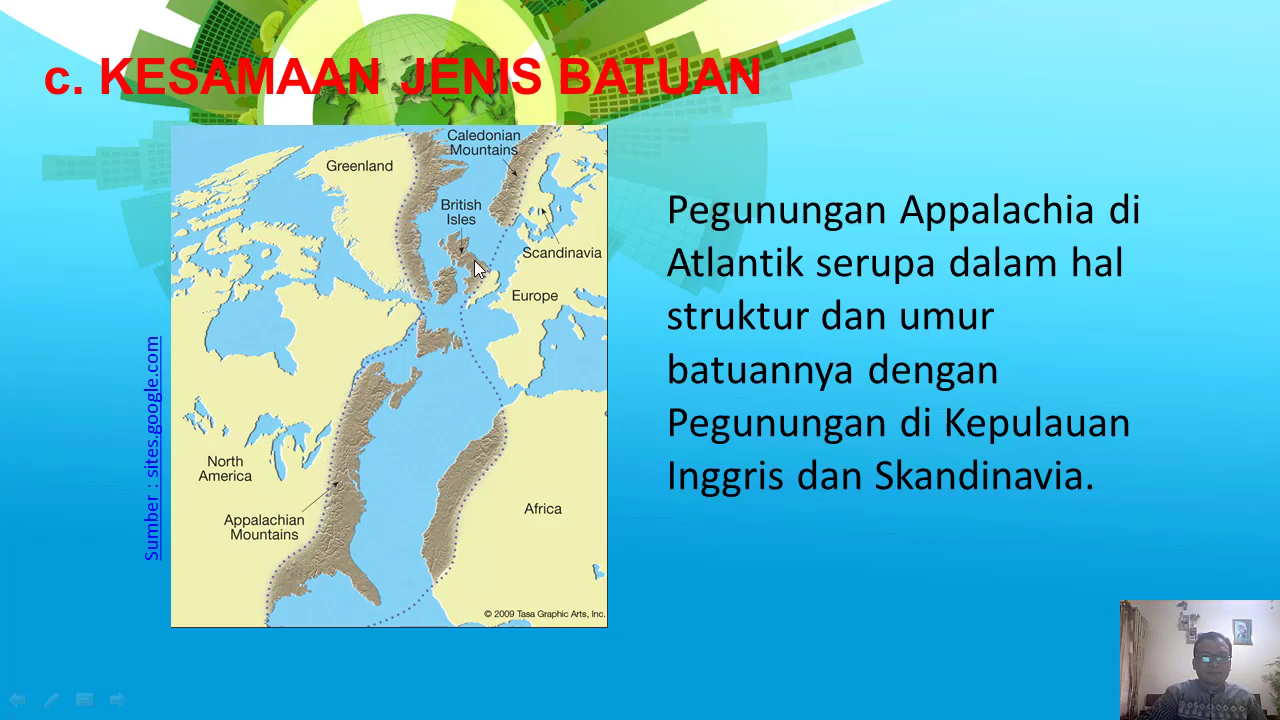 c. KESAMAAN JENIS BATUAN
Caledonian
Mountains
Greenland
British
Isles
Scandinavia
Europe
North
America
Appalachian
Mountains
Africa
© 2009 Tasa Graphic Arts, Inc.
Sumber : sites.google.com
Pegunungan Appalachia di
Atlantik serupa dalam hal
struktur dan umur
batuannya dengan
Pegunungan di Kepulauan
Inggris dan Skandinavia.